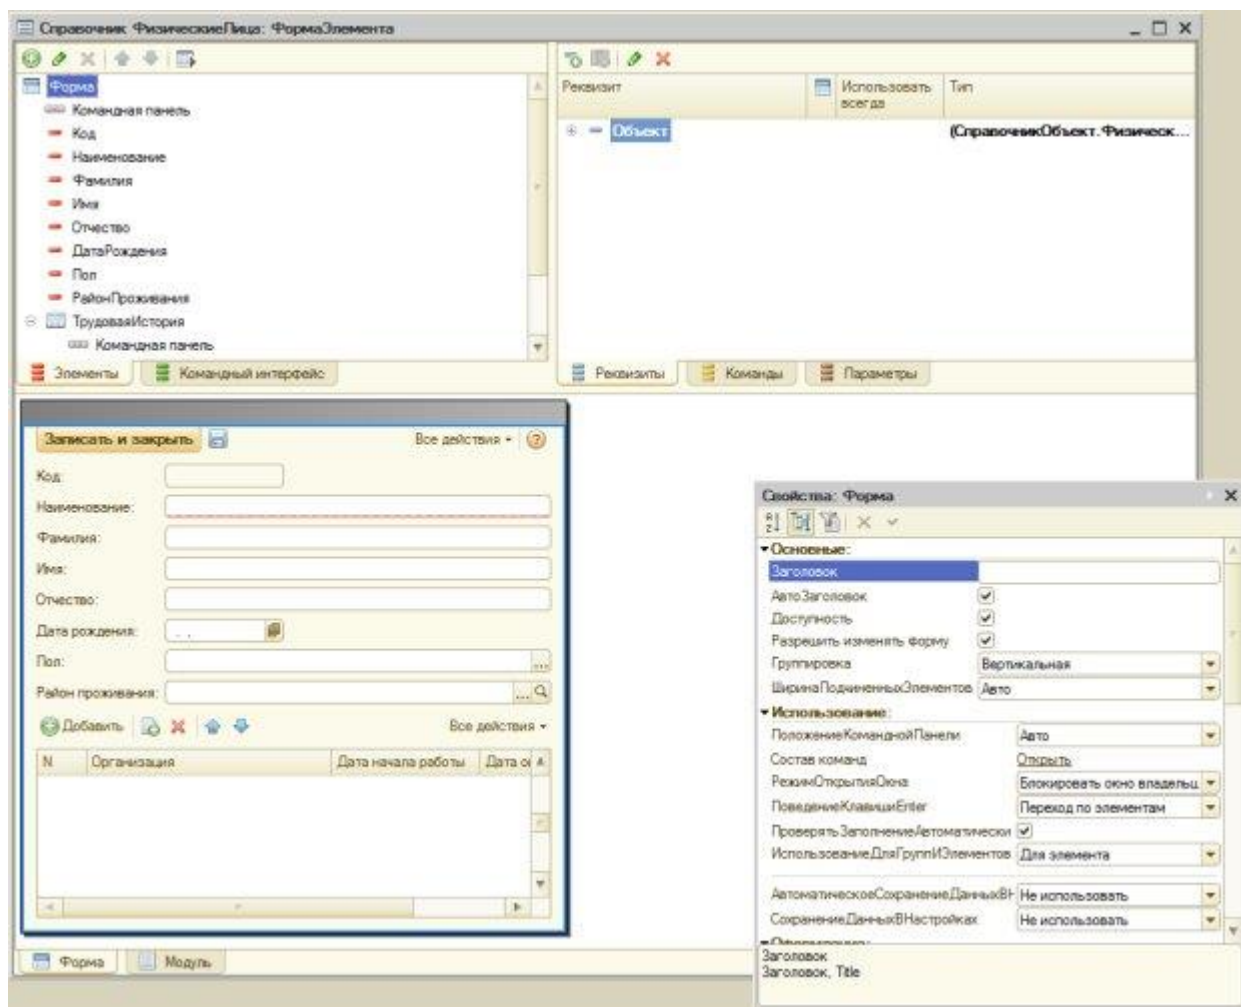 Справочник ФизическиеЛица: ФормаЭлемента
Форма
Командная панель
Код
Наименование
Фамилия
Имя
Отчество
ДатаРождения
Пол
РайонПроживания
ТрудоваяИстория
Командная панель
Элементы
Командный интерфейс
Реквизит
Использовать
всегда
Тип
Объект
(СправочникОбъект.Физическ...
Реквизиты
Команды
Параметры
Записать и закрыть
Все действия
Код:
Наименование:
Фамилия:
Имя:
Отчество:
Дата рождения:
. .
Пол:
...
Район проживания:
...
Добавить
Все действия
N
Организация
Дата начала работы
Дата ок
Форма
Модуль
Свойства: Форма
Основные:
Заголовок
АвтоЗаголовок
Доступность
Разрешить изменять форму
Группировка
Вертикальная
ШиринаПодчиненныхЭлементов
Авто
Использование:
ПоложениеКоманднойПанели
Авто
Состав команд
Открыть
РежимОткрытияОкна
Блокировать окно владельц
ПоведениеКлавишиEnter
Переход по элементам
ПроверятьЗаполнениеАвтоматически
ИспользованиеДляГруппИЭлементов
Для элемента
АвтоматическоеСохранениеДанныхВН
Не использовать
СохранениеДанныхВНастройках
Не использовать
Оформление:
Заголовок
Заголовок, Title